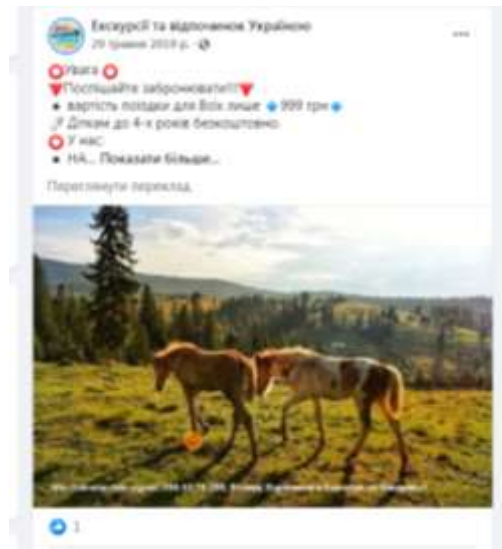 Екскурсії та відпочинок Україною
29 травня 2019 р.
Увага
Поспішайте забронювати!!!
вартість поїздки для Всіх лише 999 грн
Діткам до 4-х років безкоштовно.
У нас:
НА... Показати більше...
Переглянути переклад
1